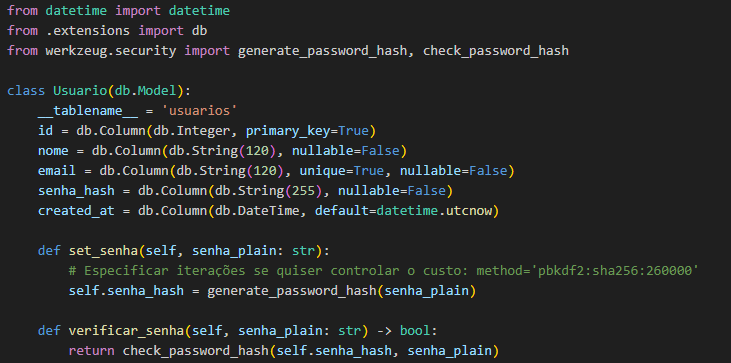 from datetime import datetime
from .extensions import db
from werkzeug.security import generate_password_hash, check_password_hash

class Usuario(db.Model):
    __tablename__ = 'usuarios'
    id = db.Column(db.Integer, primary_key=True)
    nome = db.Column(db.String(120), nullable=False)
    email = db.Column(db.String(120), unique=True, nullable=False)
    senha_hash = db.Column(db.String(255), nullable=False)
    created_at = db.Column(db.DateTime, default=datetime.utcnow)

    def set_senha(self, senha_plain: str):
        # Especificar iterações se quiser controlar o custo: method='pbkdf2:sha256:260000'
        self.senha_hash = generate_password_hash(senha_plain)

    def verificar_senha(self, senha_plain: str) -> bool:
        return check_password_hash(self.senha_hash, senha_plain)